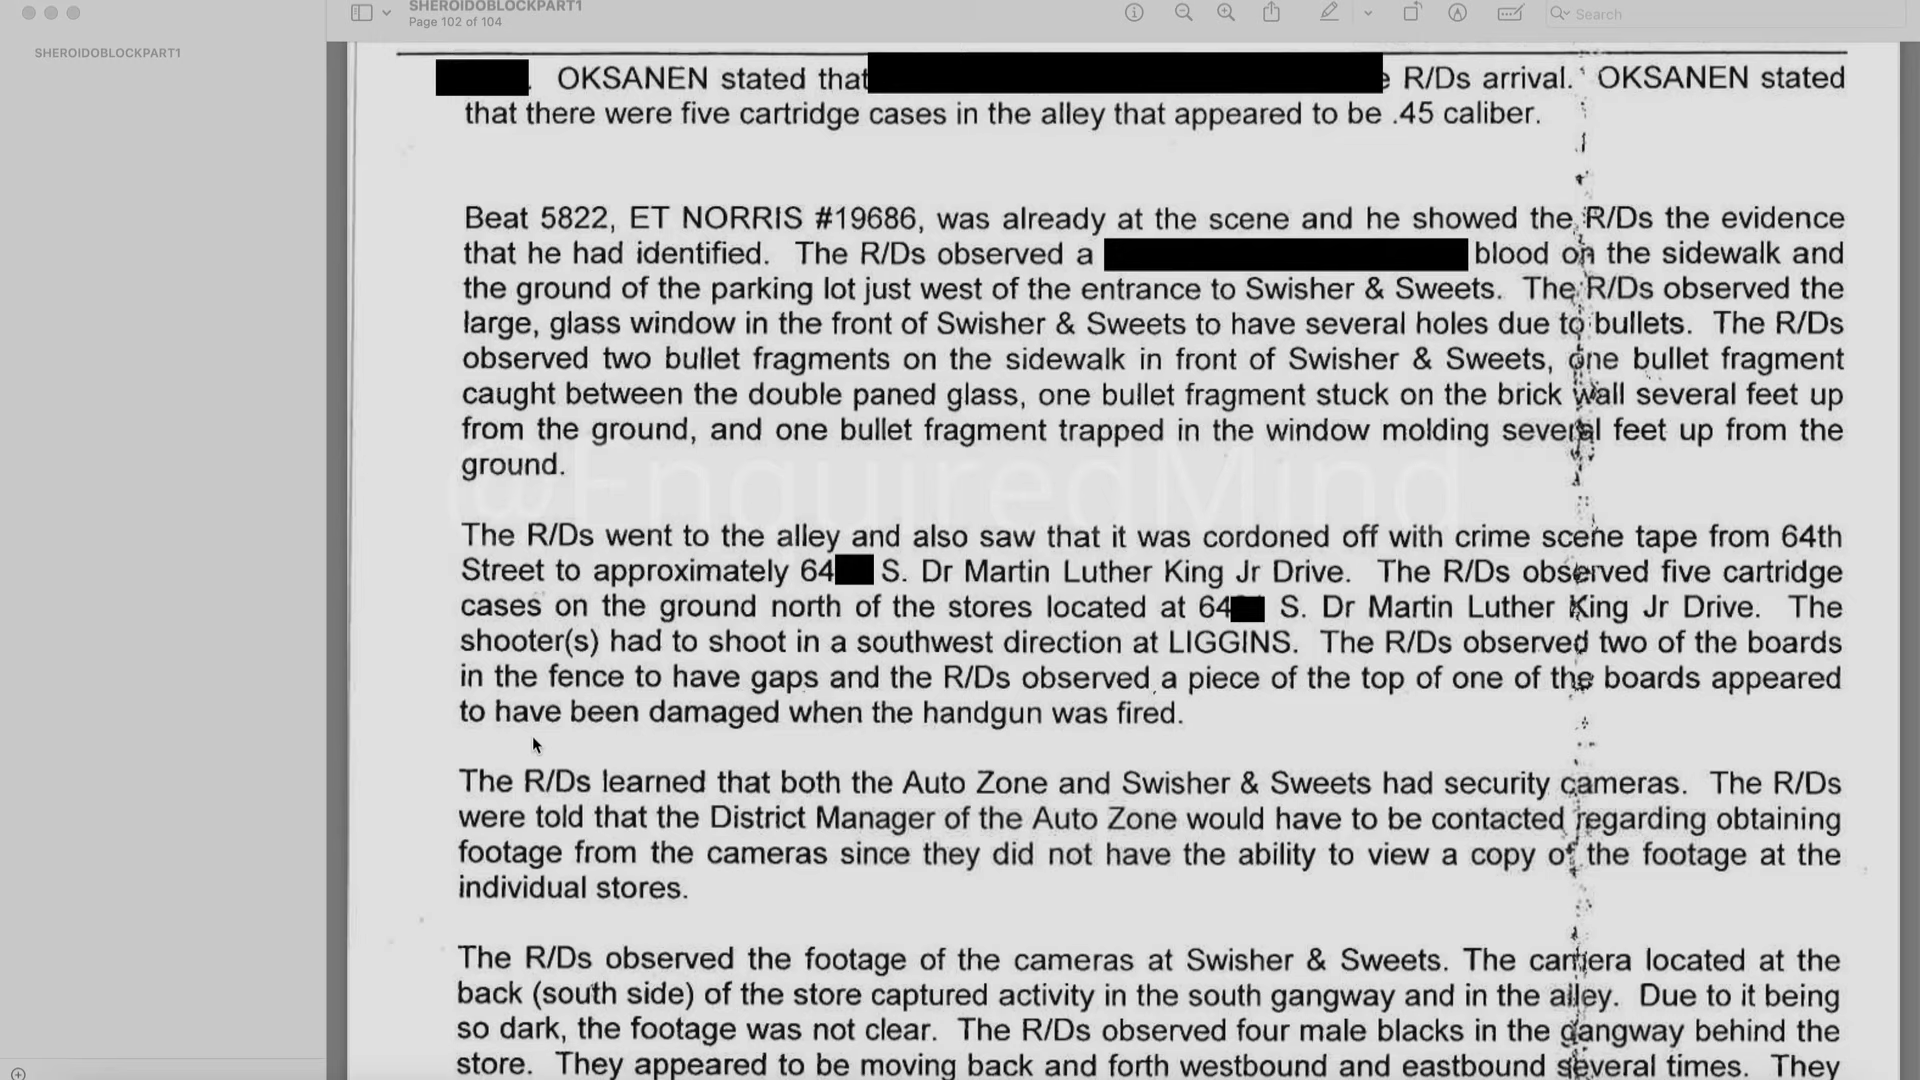 SHEROIDOBLOCKPART1
Page 102 of 104
Search
SHEROIDOBLOCKPART1
OKSANEN stated that R/Ds arrival. OKSANEN stated
that there were five cartridge cases in the alley that appeared to be .45 caliber.
Beat 5822, ET NORRIS #19686, was already at the scene and he showed the R/Ds the evidence
that he had identified. The R/Ds observed a blood on the sidewalk and
the ground of the parking lot just west of the entrance to Swisher & Sweets. The R/Ds observed the
large, glass window in the front of Swisher & Sweets to have several holes due to bullets. The R/Ds
observed two bullet fragments on the sidewalk in front of Swisher & Sweets, one bullet fragment
caught between the double paned glass, one bullet fragment stuck on the brick wall several feet up
from the ground, and one bullet fragment trapped in the window molding several feet up from the
ground.
@EnquiredMind
The R/Ds went to the alley and also saw that it was cordoned off with crime scene tape from 64th
Street to approximately 64 S. Dr Martin Luther King Jr Drive. The R/Ds observed five cartridge
cases on the ground north of the stores located at 64 S. Dr Martin Luther King Jr Drive. The
shooter(s) had to shoot in a southwest direction at LIGGINS. The R/Ds observed two of the boards
in the fence to have gaps and the R/Ds observed a piece of the top of one of the boards appeared
to have been damaged when the handgun was fired.
The R/Ds learned that both the Auto Zone and Swisher & Sweets had security cameras. The R/Ds
were told that the District Manager of the Auto Zone would have to be contacted regarding obtaining
footage from the cameras since they did not have the ability to view a copy of the footage at the
individual stores.
The R/Ds observed the footage of the cameras at Swisher & Sweets. The camera located at the
back (south side) of the store captured activity in the south gangway and in the alley. Due to it being
so dark, the footage was not clear. The R/Ds observed four male blacks in the gangway behind the
store. They appeared to be moving back and forth westbound and eastbound several times. They